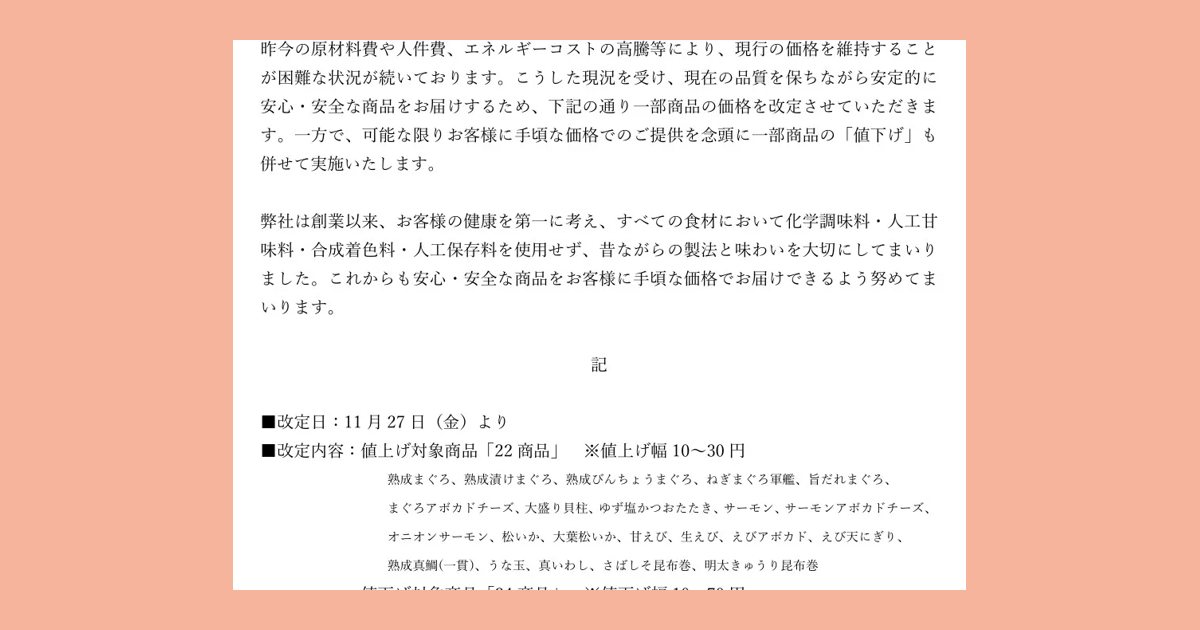 昨今の原材料費や人件費、エネルギーコストの高騰等により、現行の価格を維持すること
が困難な状況が続いております。こうした現況を受け、現在の品質を保ちながら安定的に
安心・安全な商品をお届けするため、下記の通り一部商品の価格を改定させていただきま
す。一方で、可能な限りお客様に手頃な価格でのご提供を念頭に一部商品の「値下げ」も
併せて実施いたします。
弊社は創業以来、お客様の健康を第一に考え、すべての食材において化学調味料・人工甘
味料・合成着色料・人工保存料を使用せず、昔ながらの製法と味わいを大切にしてまいり
ました。これからも安心・安全な商品をお客様に手頃な価格でお届けできるよう努めてま
いります。
記
■改定日：11 月 27 日（金）より
■改定内容：値上げ対象商品「22 商品」　※値上げ幅 10～30 円
熟成まぐろ、熟成漬けまぐろ、熟成びんちょうまぐろ、ねぎまぐろ軍艦、旨だれまぐろ、
まぐろアボカドチーズ、大盛り貝柱、ゆず塩かつおたたき、サーモン、サーモンアボカドチーズ、
オニオンサーモン、松いか、大葉松いか、甘えび、生えび、えびアボカド、えび天にぎり、
熟成真鯛(一貫)、うな玉、真いわし、さばしそ昆布巻、明太きゅうり昆布巻